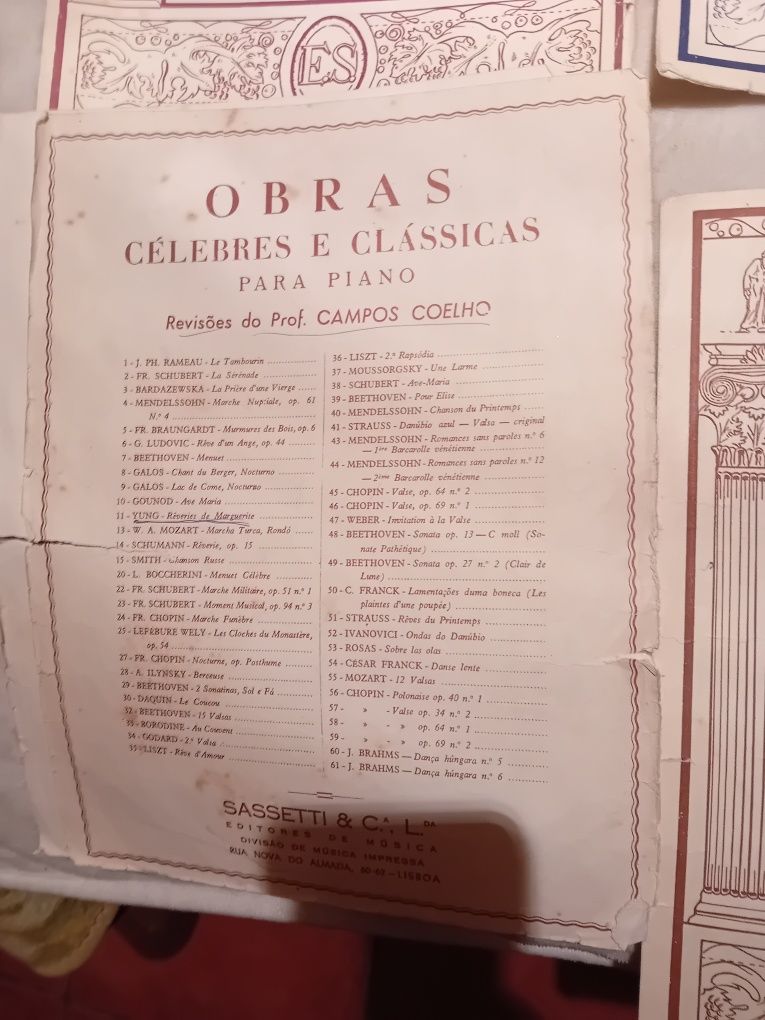 ES
OBRAS
CÉLEBRES E CLÁSSICAS
PARA PIANO
Revisões do Prof. CAMPOS COELHO
1 - J. PH. RAMEAU - Le Tambourin
2 - FR. SCHUBERT - La Sérénade
3 - BARDAZEWSKA - La Prière d'une Vierge
4 - MENDELSSOHN - Marche Nuptiale, op. 61
N.º 4
5 - FR. BRAUNGARDT - Murmures des Bois, op. 6
6 - G. LUDOVIC - Rêve d'un Ange, op. 44
7 - BEETHOVEN - Menuet
8 - GALOS - Chant du Berger, Nocturno
9 - GALOS - Lac de Come, Nocturno
10 - GOUNOD - Ave Maria
11 - YUNG - Rêveries de Marguerite
13 - W. A. MOZART - Marcha Turca, Rondó
14 - SCHUMANN - Rêverie, op. 15
15 - SMITH - Chanson Russe
20 - L. BOCCHERINI - Menuet Célèbre
22 - FR. SCHUBERT - Marche Militaire, op. 51 n.º 1
23 - FR. SCHUBERT - Moment Musical, op. 94 n.º 3
24 - FR. CHOPIN - Marche Funèbre
25 - LEFÉBURE WELY - Les Cloches du Monastère,
op. 54
27 - FR. CHOPIN - Nocturne, op. Posthume
28 - A. ILYNSKY - Berceuse
29 - BEETHOVEN - 2 Sonatinas, Sol e Fá
30 - DAQUIN - Le Coucou
32 - BEETHOVEN - 15 Valsas
33 - BORODINE - Au Couvent
34 - GODARD - 2.ª Valsa
35 - LISZT - Rêve d'Amour
36 - LISZT - 2.ª Rapsódia
37 - MOUSSORGSKY - Une Larme
38 - SCHUBERT - Ave-Maria
39 - BEETHOVEN - Pour Elise
40 - MENDELSSOHN - Chanson du Printemps
41 - STRAUSS - Danúbio azul — Valsa — original
43 - MENDELSSOHN - Romances sans paroles n.º 6
— 1ère Barcarolle vénétienne
44 - MENDELSSOHN - Romances sans paroles n.º 12
— 2ème Barcarolle vénétienne
45 - CHOPIN - Valse, op. 64 n.º 2
46 - CHOPIN - Valse, op. 69 n.º 1
47 - WEBER - Invitation à la Valse
48 - BEETHOVEN - Sonata op. 13 — C moll (So-
nate Pathétique)
49 - BEETHOVEN - Sonata op. 27 n.º 2 (Clair de
Lune)
50 - C. FRANCK - Lamentações duma boneca (Les
plaintes d'une poupée)
51 - STRAUSS - Rêves du Printemps
52 - IVANOVICI - Ondas do Danúbio
53 - ROSAS - Sobre las olas
54 - CÉSAR FRANCK - Danse lente
55 - MOZART - 12 Valsas
56 - CHOPIN - Polonaise op. 40 n.º 1
57 - » - Valse op. 34 n.º 2
58 - » - » op. 64 n.º 1
59 - » - » op. 69 n.º 2
60 - J. BRAHMS — Dança húngara n.º 5
61 - J. BRAHMS — Dança húngara n.º 6
SASSETTI & C.ᴬ, L.ᴰᴬ
EDITORES DE MÚSICA
DIVISÃO DE MÚSICA IMPRESSA
RUA NOVA DO ALMADA, 60-62 — LISBOA